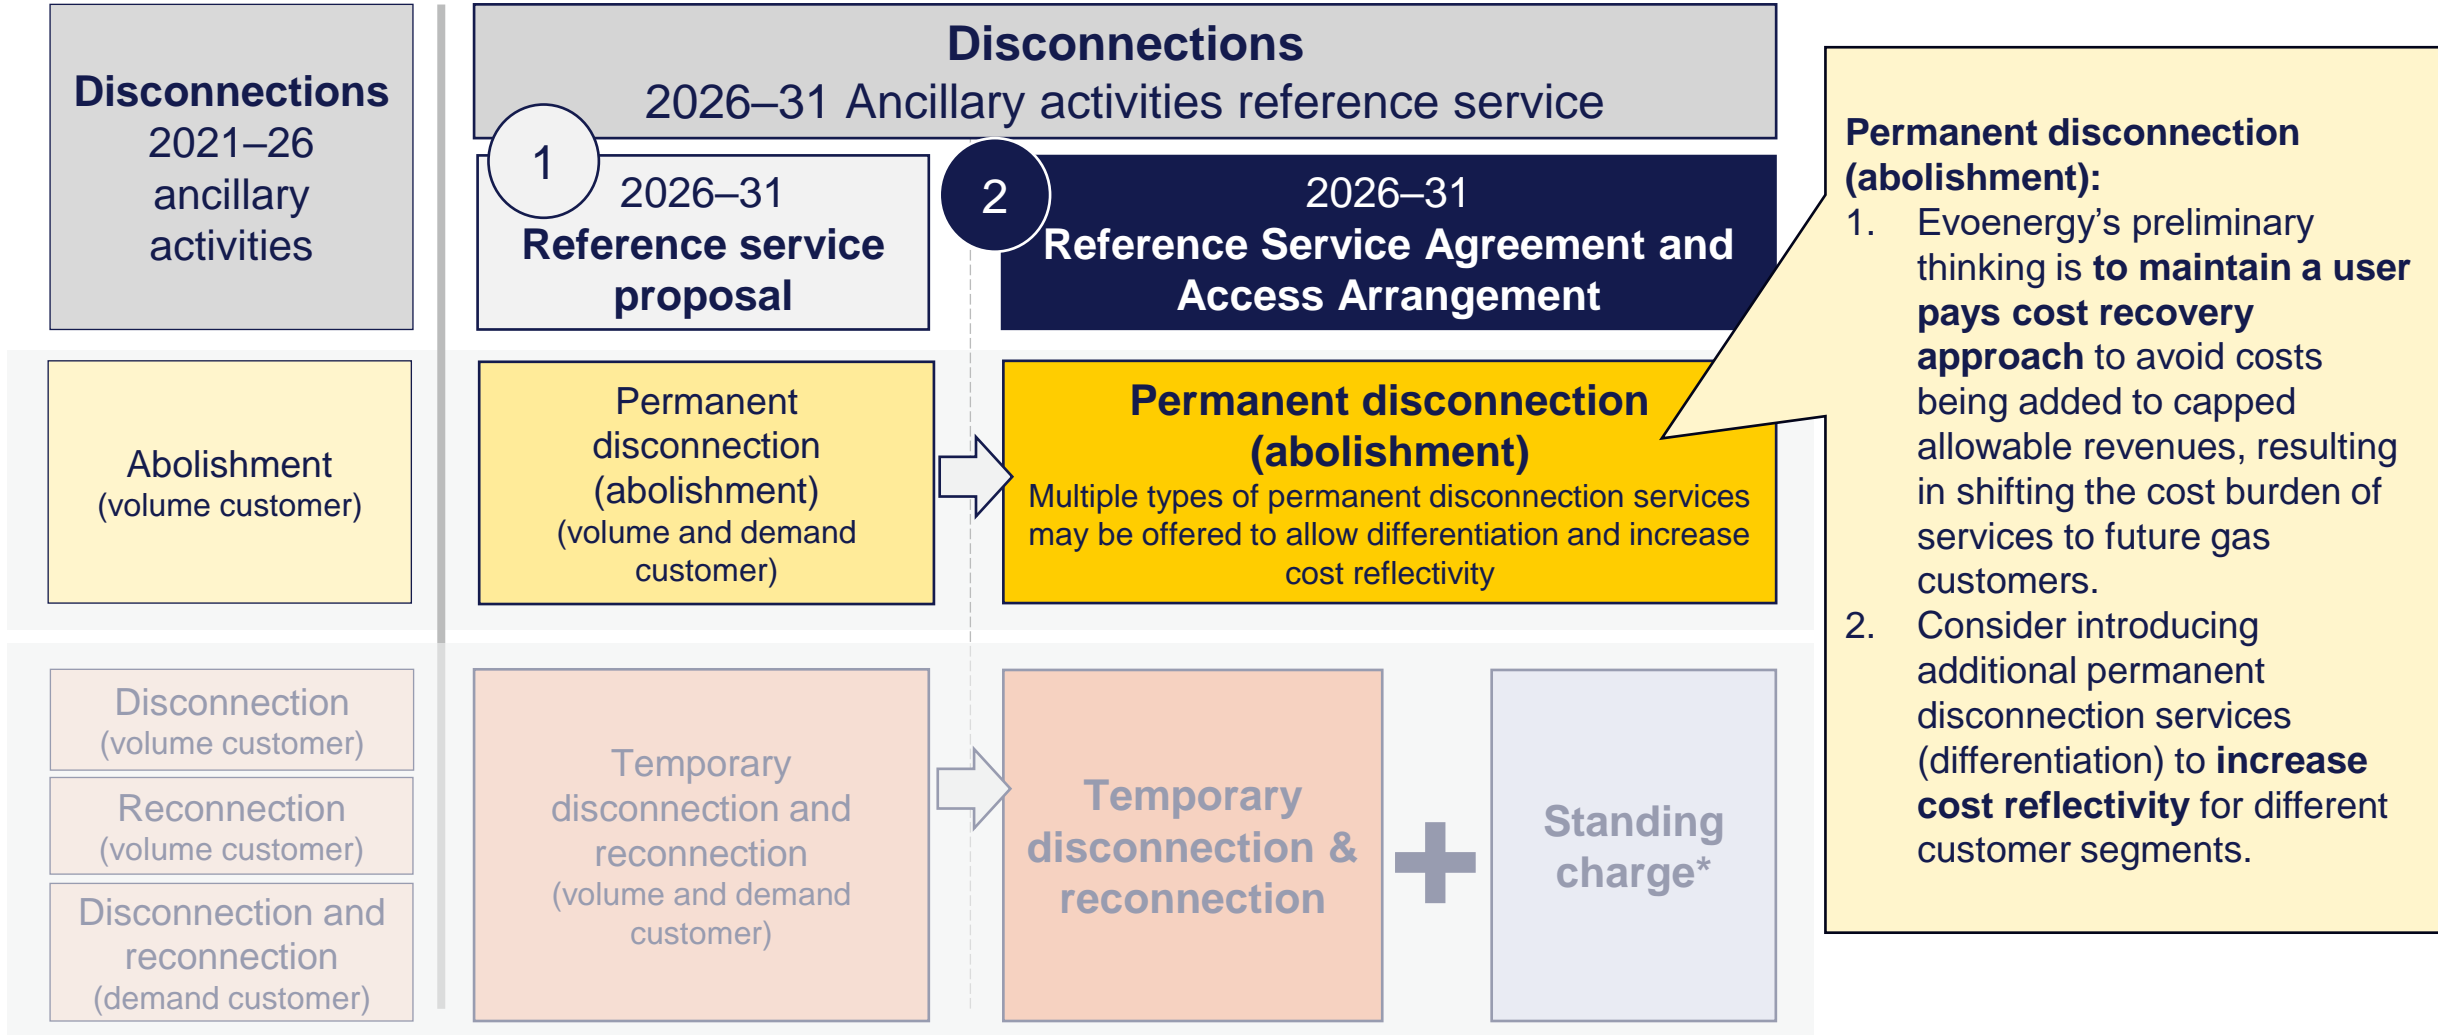 Disconnections
2021–26
ancillary
activities
Disconnections
2026–31 Ancillary activities reference service
1
2026–31
Reference service
proposal
2
2026–31
Reference Service Agreement and
Access Arrangement
Abolishment
(volume customer)
Permanent
disconnection
(abolishment)
(volume and demand
customer)
Permanent disconnection
(abolishment)
Multiple types of permanent disconnection services
may be offered to allow differentiation and increase
cost reflectivity
Disconnection
(volume customer)
Reconnection
(volume customer)
Disconnection and
reconnection
(demand customer)
Temporary
disconnection and
reconnection
(volume and demand
customer)
Temporary
disconnection &
reconnection
Standing
charge*
Permanent disconnection
(abolishment):
1. Evoenergy’s preliminary
thinking is to maintain a user
pays cost recovery
approach to avoid costs
being added to capped
allowable revenues, resulting
in shifting the cost burden of
services to future gas
customers.
2. Consider introducing
additional permanent
disconnection services
(differentiation) to increase
cost reflectivity for different
customer segments.